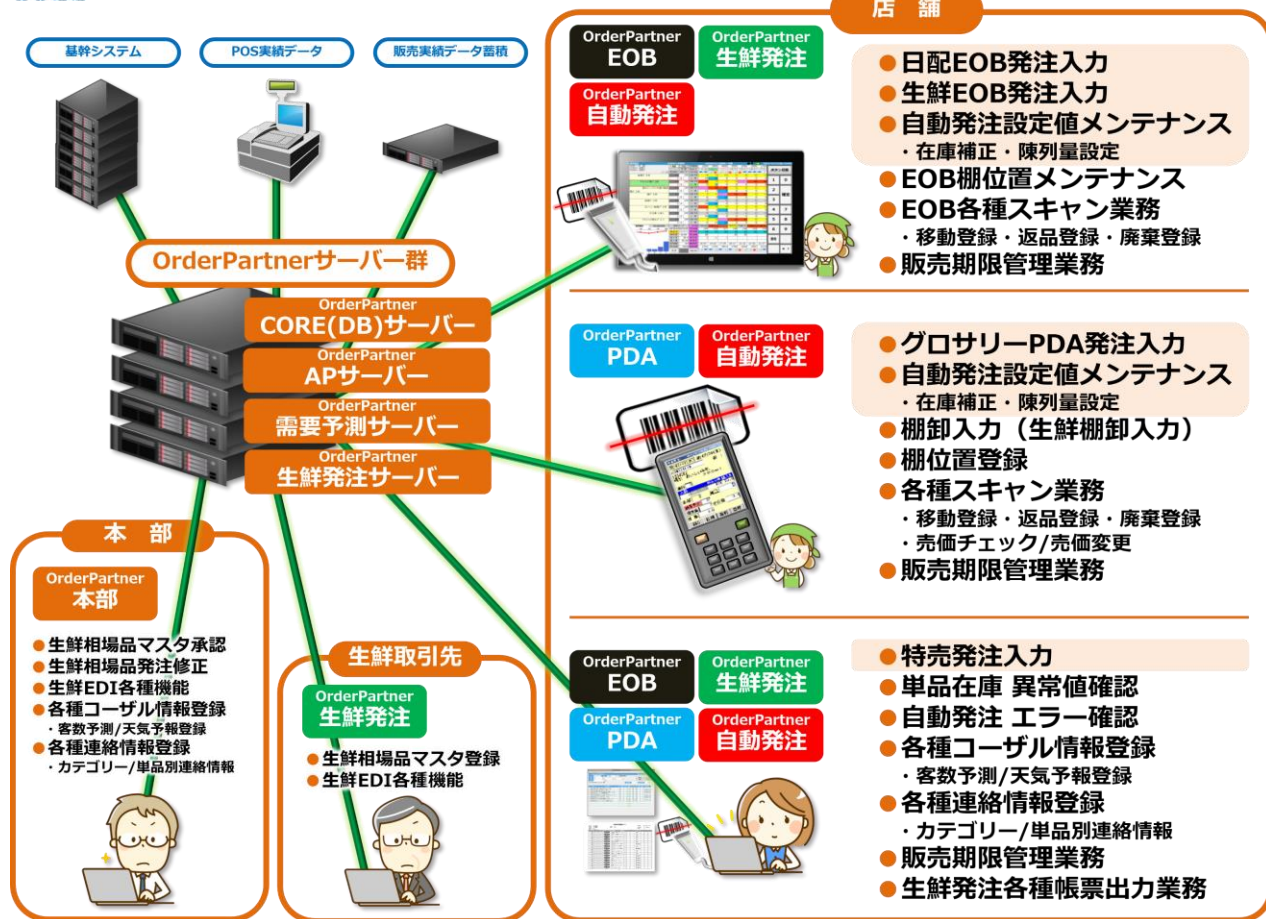 基幹システム
POS実績データ
販売実績データ蓄積
OrderPartnerサーバー群
OrderPartner
CORE(DB)サーバー
OrderPartner
APサーバー
OrderPartner
需要予測サーバー
OrderPartner
生鮮発注サーバー
本 部
OrderPartner
本部
●生鮮相場品マスタ承認
●生鮮相場品発注修正
●生鮮EDI各種機能
●各種コーザル情報登録
・客数予測/天気予報登録
●各種連絡情報登録
・カテゴリー/単品別連絡情報
生鮮取引先
OrderPartner
生鮮発注
●生鮮相場品マスタ登録
●生鮮EDI各種機能
店 舗
OrderPartner
EOB
OrderPartner
生鮮発注
OrderPartner
自動発注
●日配EOB発注入力
●生鮮EOB発注入力
●自動発注設定値メンテナンス
・在庫補正・陳列量設定
●EOB棚位置メンテナンス
●EOB各種スキャン業務
・移動登録・返品登録・廃棄登録
●販売期限管理業務
OrderPartner
PDA
OrderPartner
自動発注
●グロサリーPDA発注入力
●自動発注設定値メンテナンス
・在庫補正・陳列量設定
●棚卸入力（生鮮棚卸入力）
●棚位置登録
●各種スキャン業務
・移動登録・返品登録・廃棄登録
・売価チェック/売価変更
●販売期限管理業務
OrderPartner
EOB
OrderPartner
生鮮発注
OrderPartner
PDA
OrderPartner
自動発注
●特売発注入力
●単品在庫 異常値確認
●自動発注 エラー確認
●各種コーザル情報登録
・客数予測/天気予報登録
●各種連絡情報登録
・カテゴリー/単品別連絡情報
●販売期限管理業務
●生鮮発注各種帳票出力業務